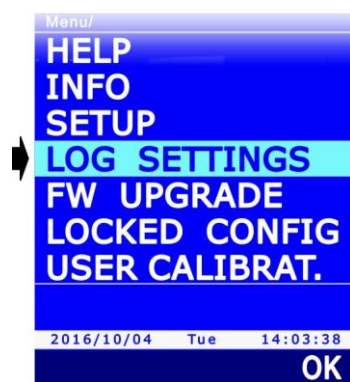 Menu/
HELP
INFO
SETUP
LOG SETTINGS
FW UPGRADE
LOCKED CONFIG
USER CALIBRAT.
2016/10/04 Tue 14:03:38
OK